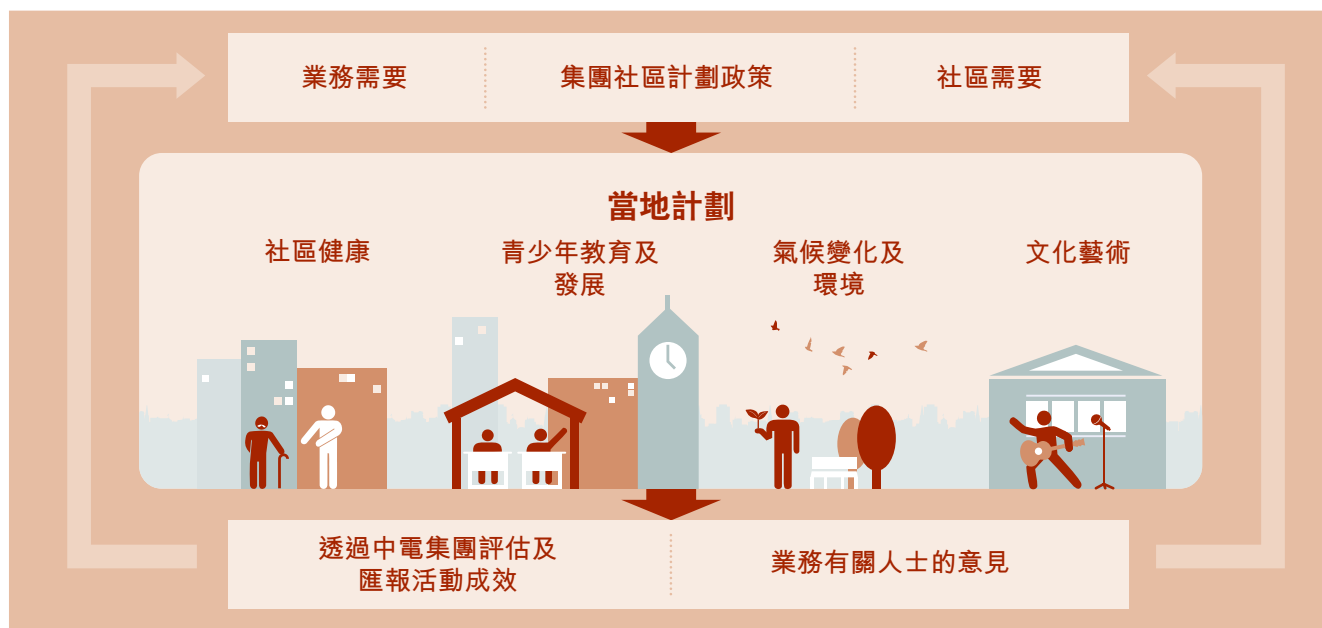 業務需要
集團社區計劃政策
社區需要
當地計劃
社區健康
青少年教育及
發展
氣候變化及
環境
文化藝術
透過中電集團評估及
匯報活動成效
業務有關人士的意見